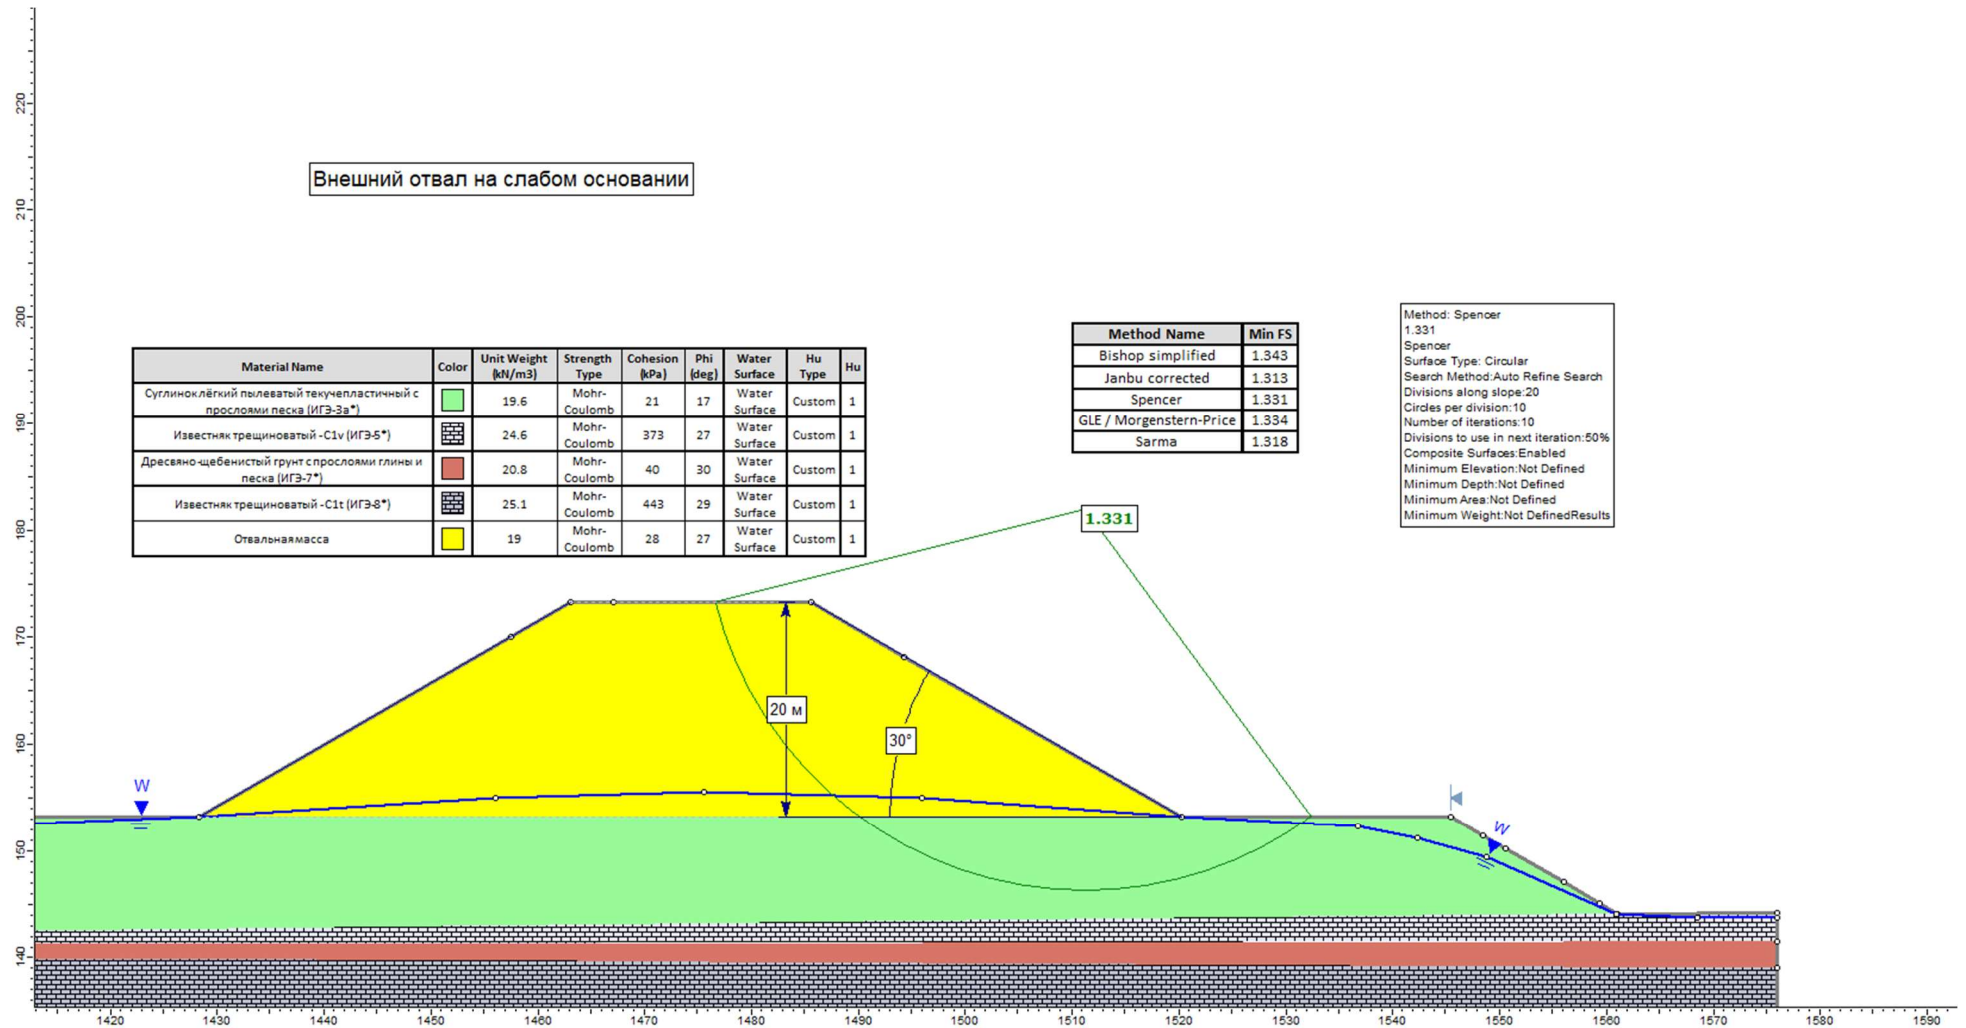 220
210
200
190
180
170
160
150
140
Внешний отвал на слабом основании
Material Name Color Unit Weight (kN/m3) Strength Type Cohesion (kPa) Phi (deg) Water Surface Hu Type Hu
Суглинок лёгкий пылеватый текучепластичный с прослоями песка (ИГЭ-3а*) 19.6 Mohr-Coulomb 21 17 Water Surface Custom 1
Известняк трещиноватый -C1v (ИГЭ-5*) 24.6 Mohr-Coulomb 373 27 Water Surface Custom 1
Дресвяно-щебенистый грунт с прослоями глины и песка (ИГЭ-7*) 20.8 Mohr-Coulomb 40 30 Water Surface Custom 1
Известняк трещиноватый -C1t (ИГЭ-8*) 25.1 Mohr-Coulomb 443 29 Water Surface Custom 1
Отвальная масса 19 Mohr-Coulomb 28 27 Water Surface Custom 1
Method Name Min FS
Bishop simplified 1.343
Janbu corrected 1.313
Spencer 1.331
GLE / Morgenstern-Price 1.334
Sarma 1.318
Method: Spencer
1.331
Spencer
Surface Type: Circular
Search Method:Auto Refine Search
Divisions along slope:20
Circles per division:10
Number of iterations:10
Divisions to use in next iteration:50%
Composite Surfaces:Enabled
Minimum Elevation:Not Defined
Minimum Depth:Not Defined
Minimum Area:Not Defined
Minimum Weight:Not DefinedResults
1.331
20 м
30°
W
W
1420 1430 1440 1450 1460 1470 1480 1490 1500 1510 1520 1530 1540 1550 1560 1570 1580 1590